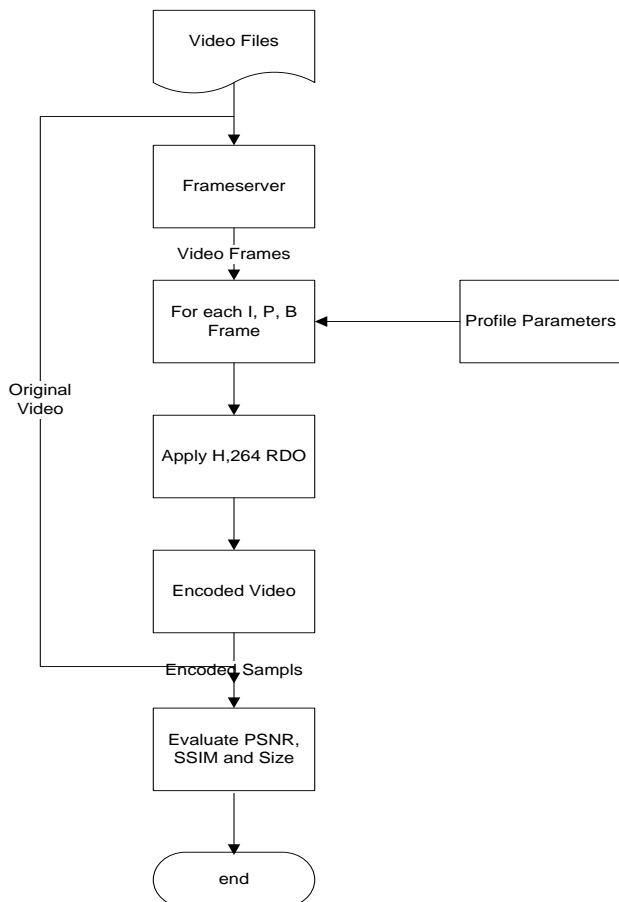 Video Files
Frameserver
Video Frames
For each I, P, B
Frame
Profile Parameters
Original
Video
Apply H,264 RDO
Encoded Video
Encoded Sampls
Evaluate PSNR,
SSIM and Size
end